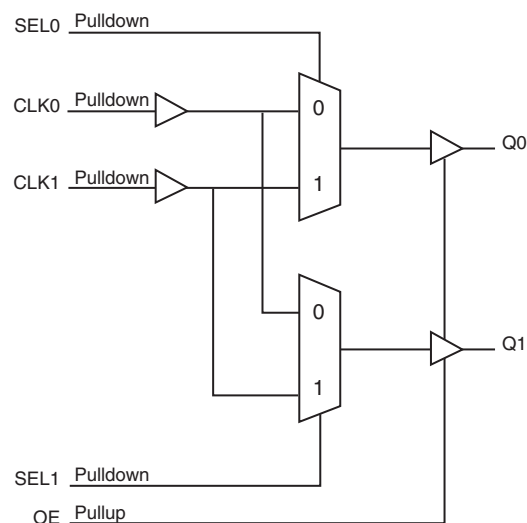 SEL0 Pulldown
CLK0 Pulldown
0
Q0
CLK1 Pulldown
1
0
Q1
1
SEL1 Pulldown
OE Pullup